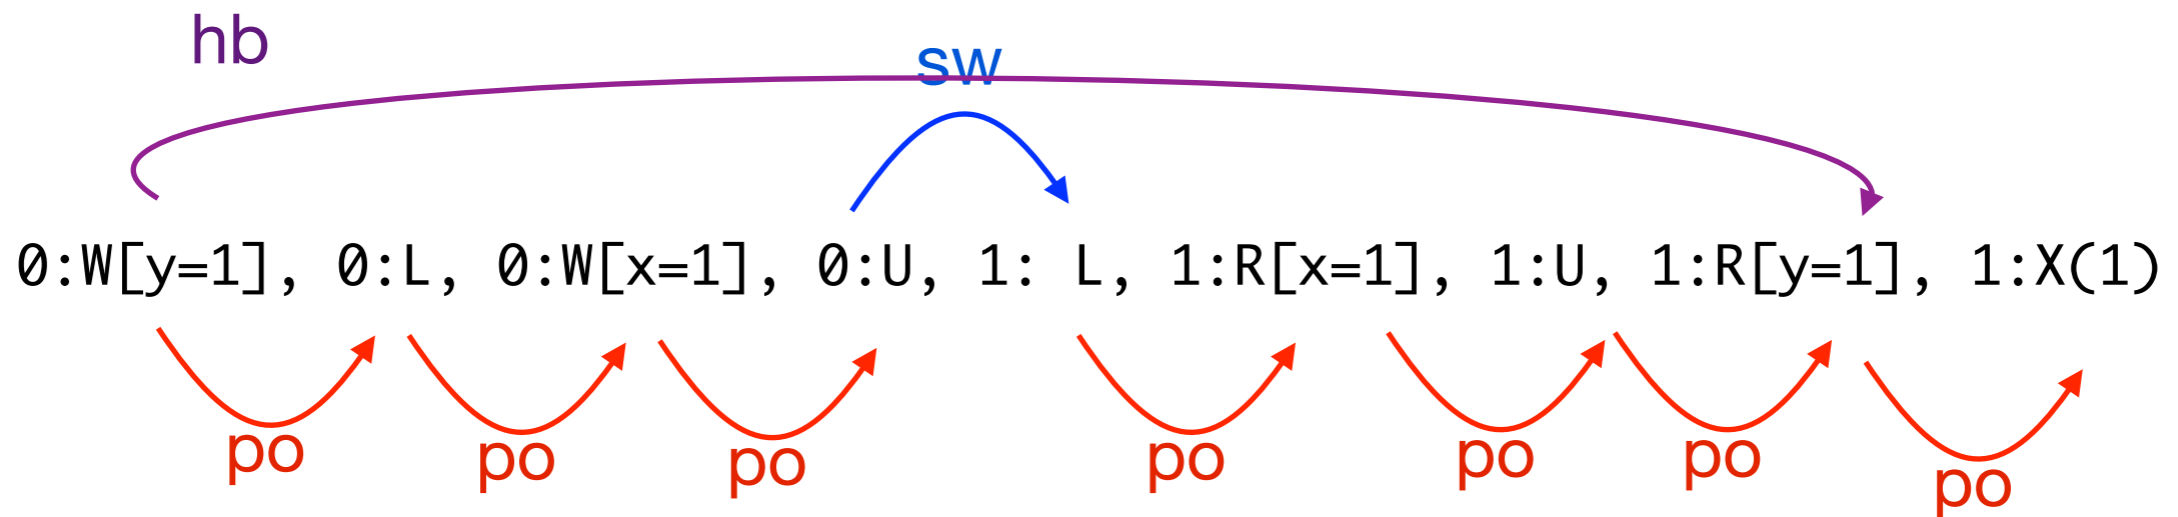 hb
sw
0:W[y=1], 0:L, 0:W[x=1], 0:U, 1: L, 1:R[x=1], 1:U, 1:R[y=1], 1:X(1)
po po po po po po po